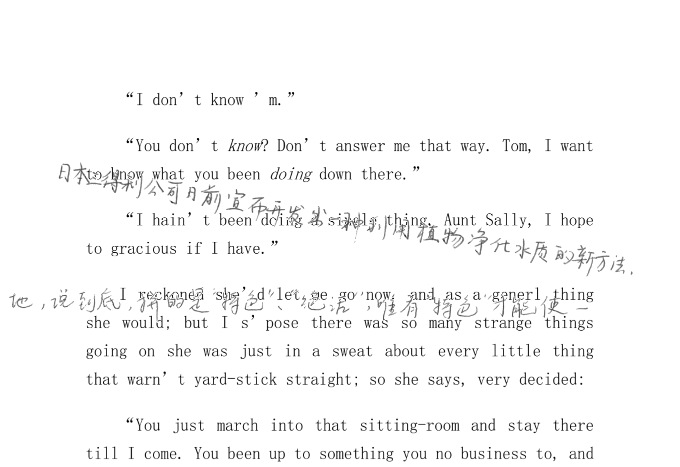 “I don’t know ’m.”
“You don’t know? Don’t answer me that way. Tom, I want
to know what you been doing down there.”
日本三得利公司日前宣布开发出一种利用植物净化水质的新方法.
“I hain’t been doing a single thing, Aunt Sally, I hope
to gracious if I have.”
I reckoned she’d let me go now, and as a generl thing
地,说到底,拼的是“特色”、“绝活”,唯有“特色”才能使一
she would; but I s’pose there was so many strange things
going on she was just in a sweat about every little thing
that warn’t yard-stick straight; so she says, very decided:
“You just march into that sitting-room and stay there
till I come. You been up to something you no business to, and